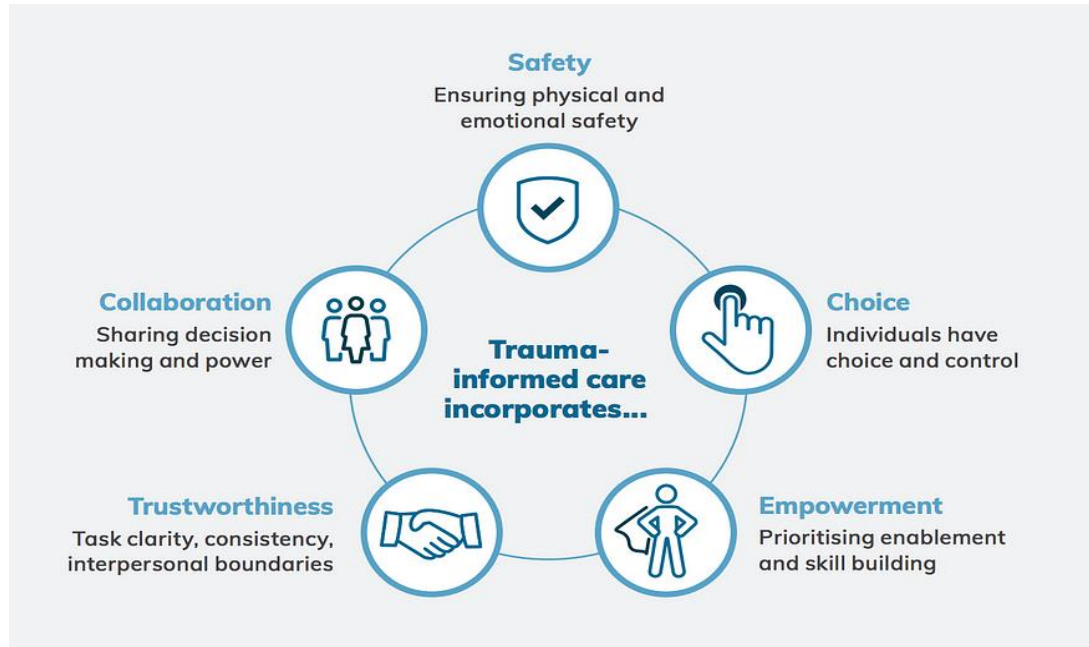 Safety
Ensuring physical and
emotional safety
Choice
Individuals have
choice and control
Empowerment
Prioritising enablement
and skill building
Trustworthiness
Task clarity, consistency,
interpersonal boundaries
Collaboration
Sharing decision
making and power
Trauma-
informed care
incorporates...